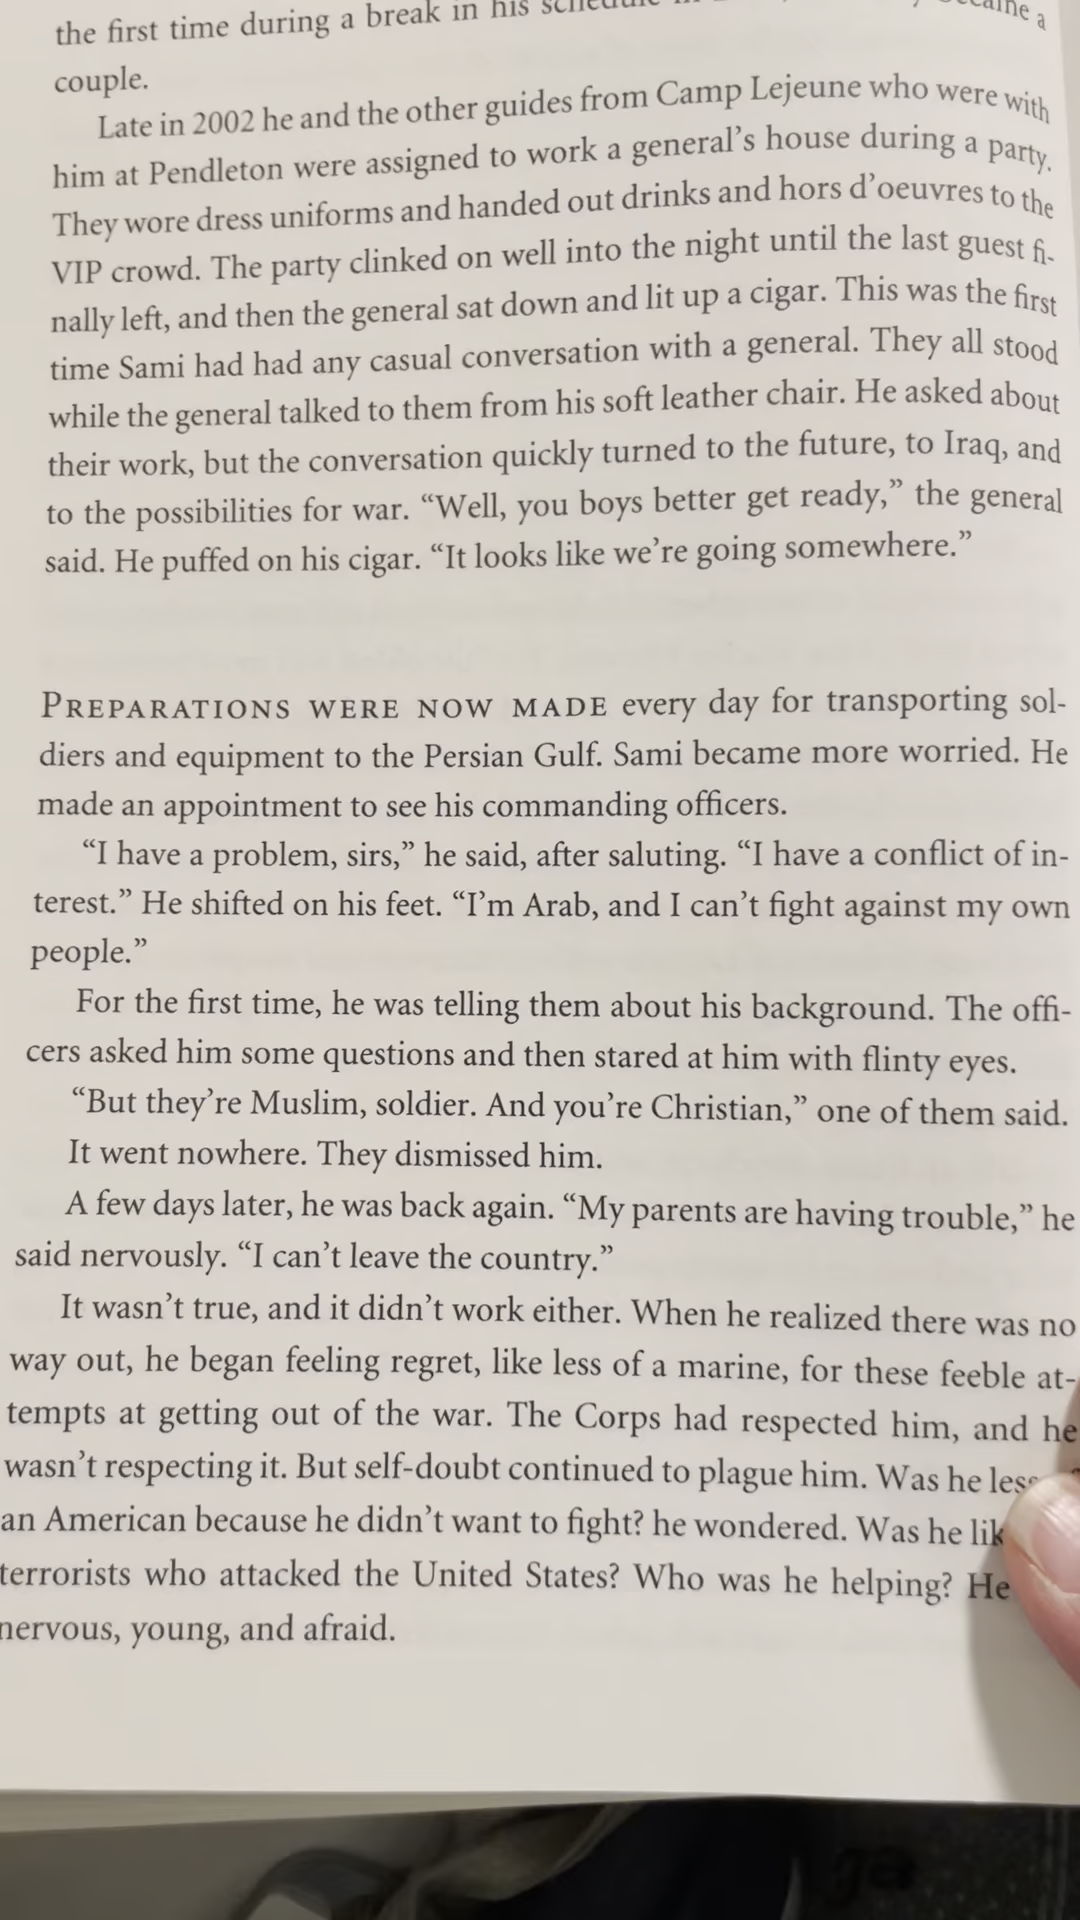 the first time during a break in his schedule became a
couple.
Late in 2002 he and the other guides from Camp Lejeune who were with
him at Pendleton were assigned to work a general's house during a party.
They wore dress uniforms and handed out drinks and hors d'oeuvres to the
VIP crowd. The party clinked on well into the night until the last guest fi-
nally left, and then the general sat down and lit up a cigar. This was the first
time Sami had had any casual conversation with a general. They all stood
while the general talked to them from his soft leather chair. He asked about
their work, but the conversation quickly turned to the future, to Iraq, and
to the possibilities for war. “Well, you boys better get ready,” the general
said. He puffed on his cigar. “It looks like we're going somewhere.”
PREPARATIONS WERE NOW MADE every day for transporting sol-
diers and equipment to the Persian Gulf. Sami became more worried. He
made an appointment to see his commanding officers.
“I have a problem, sirs,” he said, after saluting. “I have a conflict of in-
terest.” He shifted on his feet. “I'm Arab, and I can't fight against my own
people.”
For the first time, he was telling them about his background. The offi-
cers asked him some questions and then stared at him with flinty eyes.
“But they're Muslim, soldier. And you're Christian,” one of them said.
It went nowhere. They dismissed him.
A few days later, he was back again. “My parents are having trouble,” he
said nervously. “I can't leave the country.”
It wasn't true, and it didn't work either. When he realized there was no
way out, he began feeling regret, like less of a marine, for these feeble at-
tempts at getting out of the war. The Corps had respected him, and he
wasn't respecting it. But self-doubt continued to plague him. Was he less
an American because he didn't want to fight? he wondered. Was he
terrorists who attacked the United States? Who was he helping? He
nervous, young, and afraid.